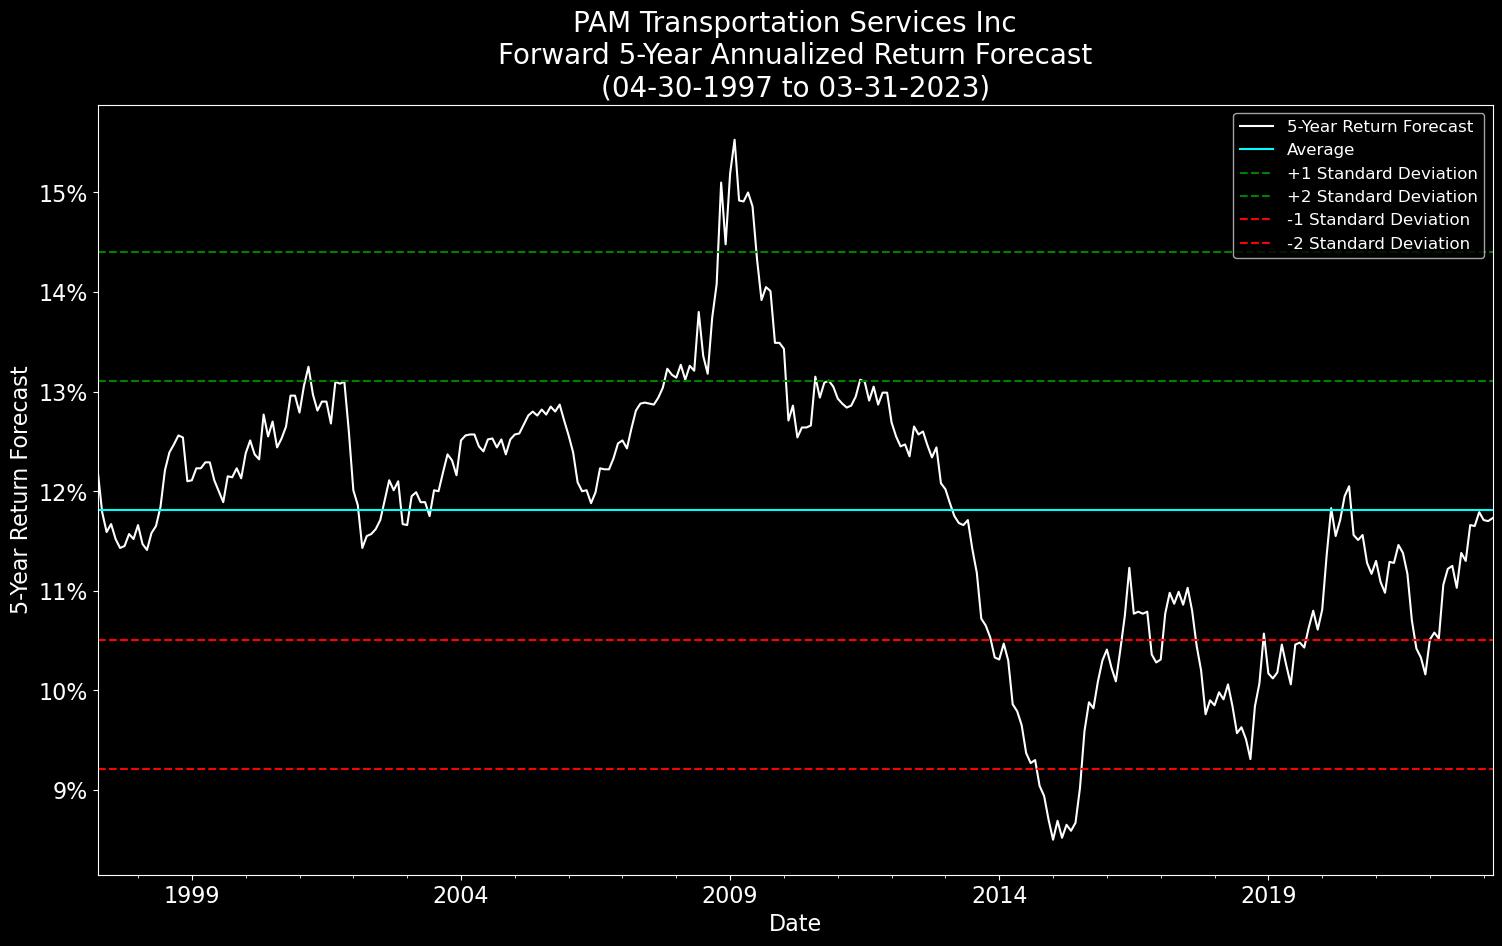 PAM Transportation Services Inc
Forward 5-Year Annualized Return Forecast
(04-30-1997 to 03-31-2023)
5-Year Return Forecast
Average
+1 Standard Deviation
+2 Standard Deviation
-1 Standard Deviation
-2 Standard Deviation
15%
14%
13%
12%
11%
10%
9%
5-Year Return Forecast
1999
2004
2009
2014
2019
Date